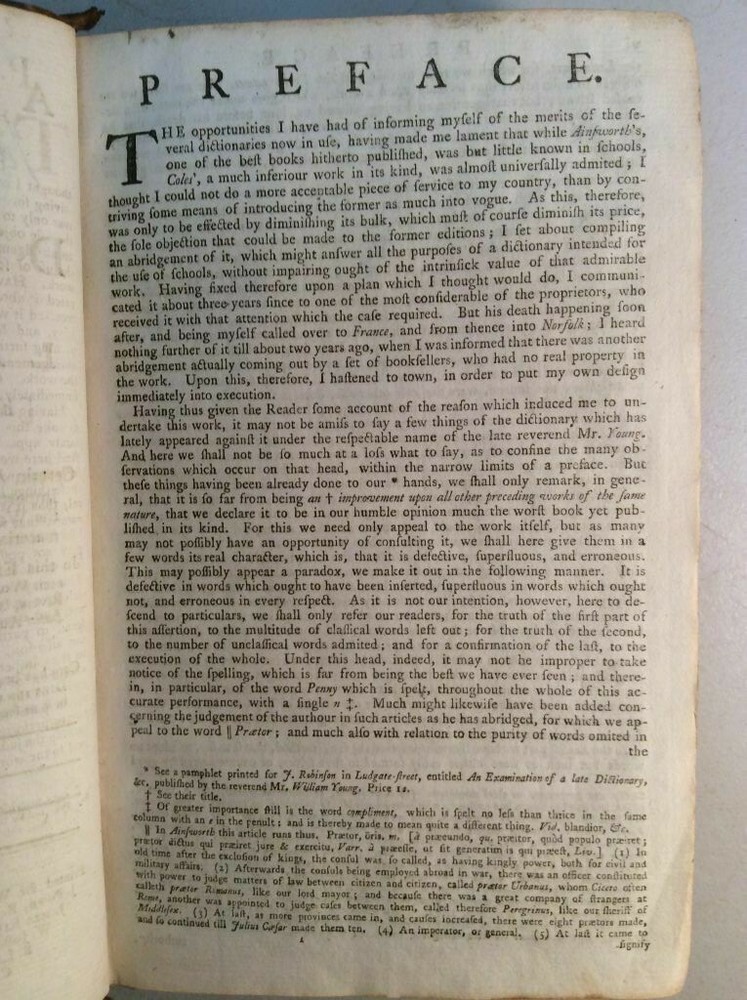 PREFACE.
THE opportunities I have had of informing myſelf of the merits of the ſe-
veral dictionaries now in uſe, having made me lament that while Ainſworth's,
one of the beſt books hitherto publiſhed, was but little known in ſchools,
Coles', a much inferiour work in its kind, was almoſt univerſally admited; I
thought I could not do a more acceptable piece of ſervice to my country, than by con-
triving ſome means of introducing the former as much into vogue. As this, therefore,
was only to be effected by diminiſhing its bulk, which muſt of courſe diminiſh its price,
the ſole objection that could be made to the former editions; I ſet about compiling
an abridgement of it, which might anſwer all the purpoſes of a dictionary intended for
the uſe of ſchools, without impairing ought of the intrinſick value of that admirable
work. Having fixed therefore upon a plan which I thought would do, I communi-
cated it about three years ſince to one of the moſt conſiderable of the proprietors, who
received it with that attention which the caſe required. But his death happening ſoon
after, and being myſelf called over to France, and from thence into Norfolk; I heard
nothing further of it till about two years ago, when I was informed that there was another
abridgement actually coming out by a ſet of bookſellers, who had no real property in
the work. Upon this, therefore, I haſtened to town, in order to put my own deſign
immediately into execution.
Having thus given the Reader ſome account of the reaſon which induced me to un-
dertake this work, it may not be amiſs to ſay a few things of the dictionary which has
lately appeared againſt it under the reſpectable name of the late reverend Mr. Young.
And here we ſhall not be ſo much at a loſs what to ſay, as to confine the many ob-
ſervations which occur on that head, within the narrow limits of a preface. But
theſe things having been already done to our * hands, we ſhall only remark, in gene-
ral, that it is ſo far from being an † improvement upon all other preceding works of the ſame
nature, that we declare it to be in our humble opinion much the worſt book yet pub-
liſhed in its kind. For this we need only appeal to the work itſelf, but as many
may not poſſibly have an opportunity of conſulting it, we ſhall here give them in a
few words its real character, which is, that it is defective, ſuperfluous, and erroneous.
This may poſſibly appear a paradox, we make it out in the following manner. It is
defective in words which ought to have been inſerted, ſuperfluous in words which ought
not, and erroneous in every reſpect. As it is not our intention, however, here to de-
ſcend to particulars, we ſhall only refer our readers, for the truth of the firſt part of
this aſſertion, to the multitude of claſſical words left out; for the truth of the ſecond,
to the number of unclaſſical words admited; and for a confirmation of the laſt, to the
execution of the whole. Under this head, indeed, it may not be improper to take
notice of the ſpelling, which is far from being the beſt we have ever ſeen; and there-
in, in particular, of the word Penny which is ſpelt, throughout the whole of this ac-
curate performance, with a ſingle n ‡. Much might likewiſe have been added con-
cerning the judgement of the authour in ſuch articles as he has abridged, for which we ap-
peal to the word ‖ Prætor; and much alſo with relation to the purity of words omited in
the
* See a pamphlet printed for J. Robinſon in Ludgate-ſtreet, entitled An Examination of a late Dictionary,
&c. publiſhed by the reverend Mr. William Young. Price 1s.
† See their title.
‡ Of greater importance ſtill is the word compliment, which is ſpelt no leſs than thrice in the ſame
column with an e in the penult; and is thereby made to mean quite a different thing. Vid. blandior, &c.
‖ In Ainſworth this article runs thus. Prætor, ōris. m. [à præeundo, qu. præitor, quòd populo præiret;
prætor dictus qui præiret jure & exercitu, Varr. à præeſſe, ut ſit generatim is qui præeſt, Liv.] (1) In
old time after the excluſion of kings, the conſul was ſo called, as having kingly power, both for civil and
military affairs. (2) Afterwards the conſuls being employed abroad in war, there was an officer conſtituted
with power to judge matters of law between citizen and citizen, called prætor Urbanus, whom Cicero often
calleth prætor Romanus, like our lord mayor; and becauſe there was a great company of ſtrangers at
Rome, another was appointed to judge caſes between them, called therefore Peregrinus, like our ſheriff of
Middleſex. (3) At laſt, as more provinces came in, and cauſes increaſed, there were eight prætors made,
and ſo continued till Julius Cæſar made them ten. (4) An imperator, or general. (5) At laſt it came to
ſignify